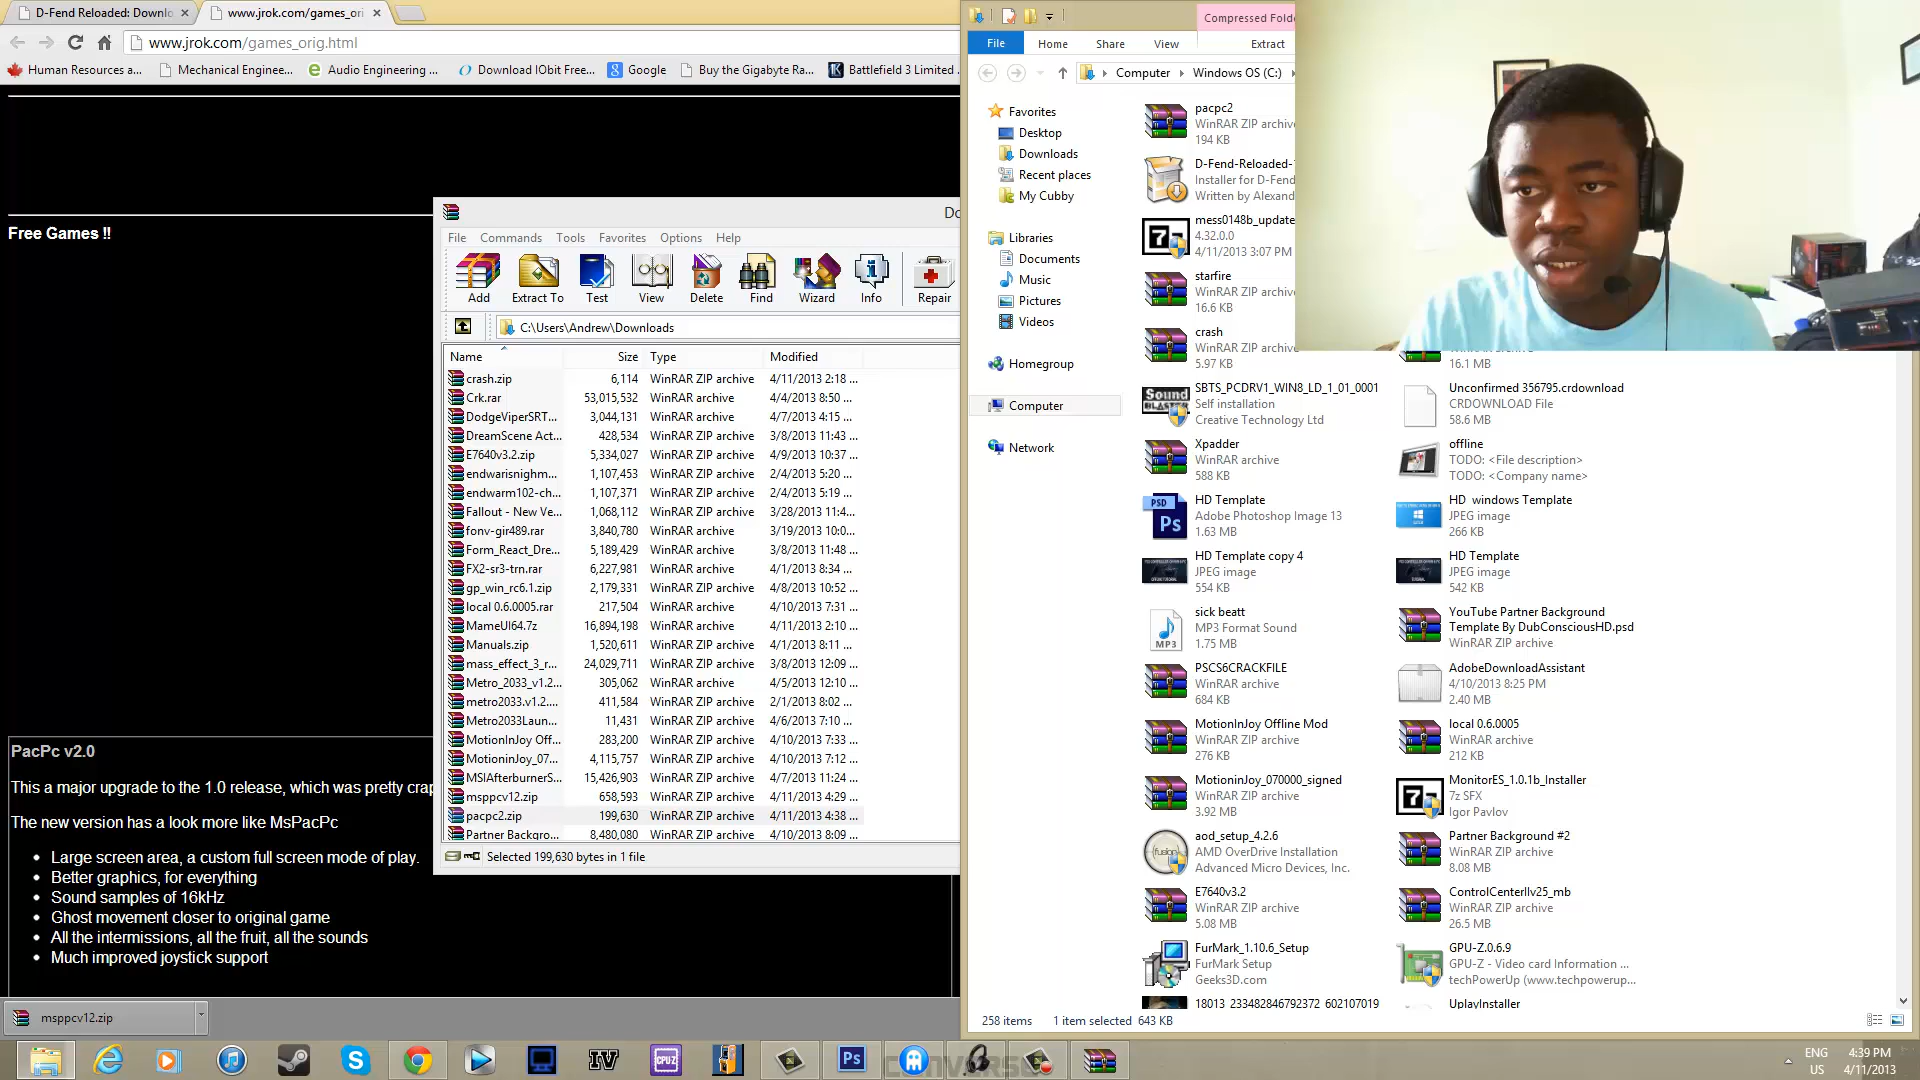 D-Fend Reloaded: Downlo
www.jrok.com/games_ori
www.jrok.com/games_orig.html
Human Resources a...
Mechanical Enginee...
Audio Engineering ...
Download IObit Free...
Google
Buy the Gigabyte Ra...
Battlefield 3 Limited
Free Games !!
PacPc v2.0
This a major upgrade to the 1.0 release, which was pretty crap
The new version has a look more like MsPacPc
Large screen area, a custom full screen mode of play.
Better graphics, for everything
Sound samples of 16kHz
Ghost movement closer to original game
All the intermissions, all the fruit, all the sounds
Much improved joystick support
msppcv12.zip
File Commands Tools Favorites Options Help
Add Extract To Test View Delete Find Wizard Info Repair
C:\Users\Andrew\Downloads
Name Size Type Modified
crash.zip 6,114 WinRAR ZIP archive 4/11/2013 2:18 ...
Crk.rar 53,015,532 WinRAR archive 4/4/2013 8:50 ...
DodgeViperSRT... 3,044,131 WinRAR ZIP archive 4/7/2013 4:15 ...
DreamScene Act... 428,534 WinRAR ZIP archive 3/8/2013 11:43 ...
E7640v3.2.zip 5,334,027 WinRAR ZIP archive 4/9/2013 10:37 ...
endwarisnighm... 1,107,453 WinRAR ZIP archive 2/4/2013 5:20 ...
endwarm102-ch... 1,107,371 WinRAR ZIP archive 2/4/2013 5:19 ...
Fallout - New Ve... 1,068,112 WinRAR ZIP archive 3/28/2013 11:4...
fonv-gir489.rar 3,840,780 WinRAR archive 3/19/2013 10:0...
Form_React_Dre... 5,189,429 WinRAR ZIP archive 3/8/2013 11:48 ...
FX2-sr3-trn.rar 6,227,981 WinRAR archive 4/1/2013 8:34 ...
gp_win_rc6.1.zip 2,179,331 WinRAR ZIP archive 4/8/2013 10:52 ...
local 0.6.0005.rar 217,504 WinRAR archive 4/10/2013 7:31 ...
MameUI64.7z 16,894,198 WinRAR archive 4/11/2013 2:10 ...
Manuals.zip 1,520,611 WinRAR ZIP archive 4/1/2013 8:11 ...
mass_effect_3_r... 24,029,711 WinRAR ZIP archive 3/8/2013 12:09 ...
Metro_2033_v1.2... 305,062 WinRAR archive 4/5/2013 12:10 ...
metro2033.v1.2.... 411,584 WinRAR ZIP archive 2/1/2013 8:02 ...
Metro2033Laun... 11,431 WinRAR ZIP archive 4/6/2013 7:10 ...
MotionInJoy Off... 283,200 WinRAR ZIP archive 4/10/2013 7:33 ...
MotioninJoy_07... 4,115,757 WinRAR ZIP archive 4/10/2013 7:12 ...
MSIAfterburnerS... 15,426,903 WinRAR ZIP archive 4/7/2013 11:24 ...
msppcv12.zip 658,593 WinRAR ZIP archive 4/11/2013 4:29 ...
pacpc2.zip 199,630 WinRAR ZIP archive 4/11/2013 4:38 ...
Partner Backgro... 8,480,080 WinRAR ZIP archive 4/10/2013 8:09 ...
Selected 199,630 bytes in 1 file
Compressed Folde
File Home Share View Extract
Computer Windows OS (C:)
Favorites
Desktop
Downloads
Recent places
My Cubby
Libraries
Documents
Music
Pictures
Videos
Homegroup
Computer
Network
pacpc2
WinRAR ZIP archive
194 KB
D-Fend-Reloaded-
Installer for D-Fend
Written by Alexand
mess0148b_update
4.32.0.0
4/11/2013 3:07 PM
starfire
WinRAR ZIP archive
16.6 KB
crash
WinRAR ZIP archive
5.97 KB
16.1 MB
SBTS_PCDRV1_WIN8_LD_1_01_0001
Self installation
Creative Technology Ltd
Unconfirmed 356795.crdownload
CRDOWNLOAD File
58.6 MB
Xpadder
WinRAR archive
588 KB
offline
TODO: <File description>
TODO: <Company name>
HD Template
Adobe Photoshop Image 13
1.63 MB
HD windows Template
JPEG image
266 KB
HD Template copy 4
JPEG image
554 KB
HD Template
JPEG image
542 KB
sick beatt
MP3 Format Sound
1.75 MB
YouTube Partner Background
Template By DubConsciousHD.psd
WinRAR archive
PSCS6CRACKFILE
WinRAR archive
684 KB
AdobeDownloadAssistant
4/10/2013 8:25 PM
2.40 MB
MotionInJoy Offline Mod
WinRAR ZIP archive
276 KB
local 0.6.0005
WinRAR archive
212 KB
MotioninJoy_070000_signed
WinRAR ZIP archive
3.92 MB
MonitorES_1.0.1b_Installer
7z SFX
Igor Pavlov
aod_setup_4.2.6
AMD OverDrive Installation
Advanced Micro Devices, Inc.
Partner Background #2
WinRAR ZIP archive
8.08 MB
E7640v3.2
WinRAR ZIP archive
5.08 MB
ControlCenterIIv25_mb
WinRAR ZIP archive
26.5 MB
FurMark_1.10.6_Setup
FurMark Setup
Geeks3D.com
GPU-Z.0.6.9
GPU-Z - Video card Information ...
techPowerUp (www.techpowerup...
18013_233482846792372_602107019
UplayInstaller
258 items 1 item selected 643 KB
ENG
US
4:39 PM
4/11/2013